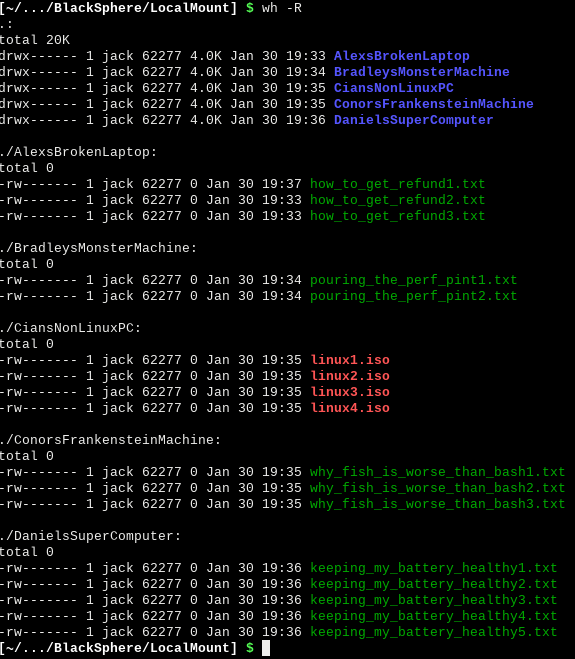 [~/.../BlackSphere/LocalMount] $ wh -R
.:
total 20K
drwx------ 1 jack 62277 4.0K Jan 30 19:33 AlexsBrokenLaptop
drwx------ 1 jack 62277 4.0K Jan 30 19:34 BradleysMonsterMachine
drwx------ 1 jack 62277 4.0K Jan 30 19:35 CiansNonLinuxPC
drwx------ 1 jack 62277 4.0K Jan 30 19:35 ConorsFrankensteinMachine
drwx------ 1 jack 62277 4.0K Jan 30 19:36 DanielsSuperComputer

./AlexsBrokenLaptop:
total 0
-rw------- 1 jack 62277 0 Jan 30 19:37 how_to_get_refund1.txt
-rw------- 1 jack 62277 0 Jan 30 19:33 how_to_get_refund2.txt
-rw------- 1 jack 62277 0 Jan 30 19:33 how_to_get_refund3.txt

./BradleysMonsterMachine:
total 0
-rw------- 1 jack 62277 0 Jan 30 19:34 pouring_the_perf_pint1.txt
-rw------- 1 jack 62277 0 Jan 30 19:34 pouring_the_perf_pint2.txt

./CiansNonLinuxPC:
total 0
-rw------- 1 jack 62277 0 Jan 30 19:35 linux1.iso
-rw------- 1 jack 62277 0 Jan 30 19:35 linux2.iso
-rw------- 1 jack 62277 0 Jan 30 19:35 linux3.iso
-rw------- 1 jack 62277 0 Jan 30 19:35 linux4.iso

./ConorsFrankensteinMachine:
total 0
-rw------- 1 jack 62277 0 Jan 30 19:35 why_fish_is_worse_than_bash1.txt
-rw------- 1 jack 62277 0 Jan 30 19:35 why_fish_is_worse_than_bash2.txt
-rw------- 1 jack 62277 0 Jan 30 19:35 why_fish_is_worse_than_bash3.txt

./DanielsSuperComputer:
total 0
-rw------- 1 jack 62277 0 Jan 30 19:36 keeping_my_battery_healthy1.txt
-rw------- 1 jack 62277 0 Jan 30 19:36 keeping_my_battery_healthy2.txt
-rw------- 1 jack 62277 0 Jan 30 19:36 keeping_my_battery_healthy3.txt
-rw------- 1 jack 62277 0 Jan 30 19:36 keeping_my_battery_healthy4.txt
-rw------- 1 jack 62277 0 Jan 30 19:36 keeping_my_battery_healthy5.txt
[~/.../BlackSphere/LocalMount] $